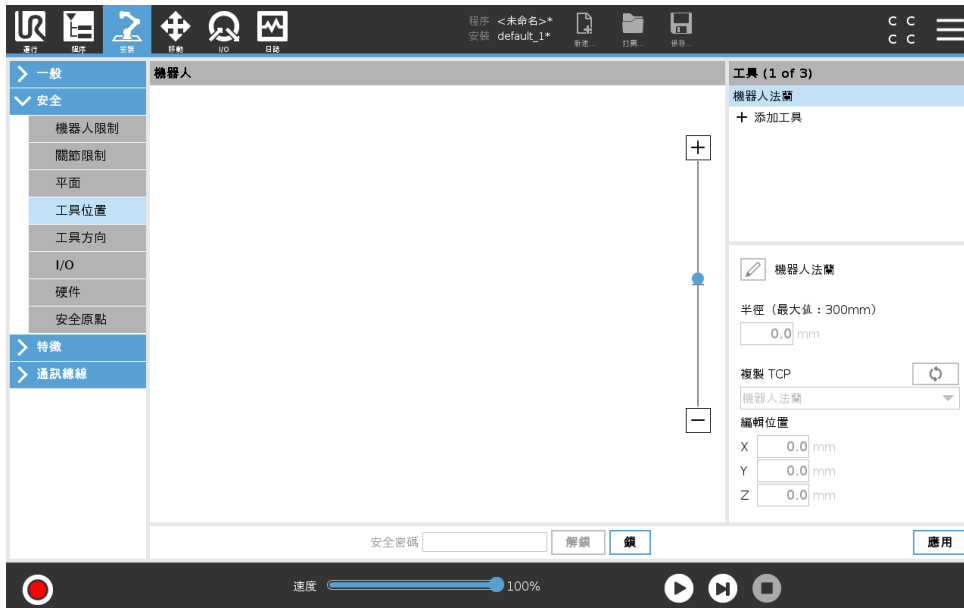 UR
程序 <未命名>*
安裝 default_1*
C C
C C
運行
程序
安裝
移動
I/O
日誌
新建...
打開...
保存...
一般
安全
機器人限制
關節限制
平面
工具位置
工具方向
I/O
硬件
安全原點
特徵
通訊總線
機器人
工具 (1 of 3)
機器人法蘭
+ 添加工具
機器人法蘭
半徑（最大值：300mm）
0.0 mm
複製 TCP
機器人法蘭
編輯位置
X 0.0 mm
Y 0.0 mm
Z 0.0 mm
安全密碼
解鎖
鎖
應用
速度 100%